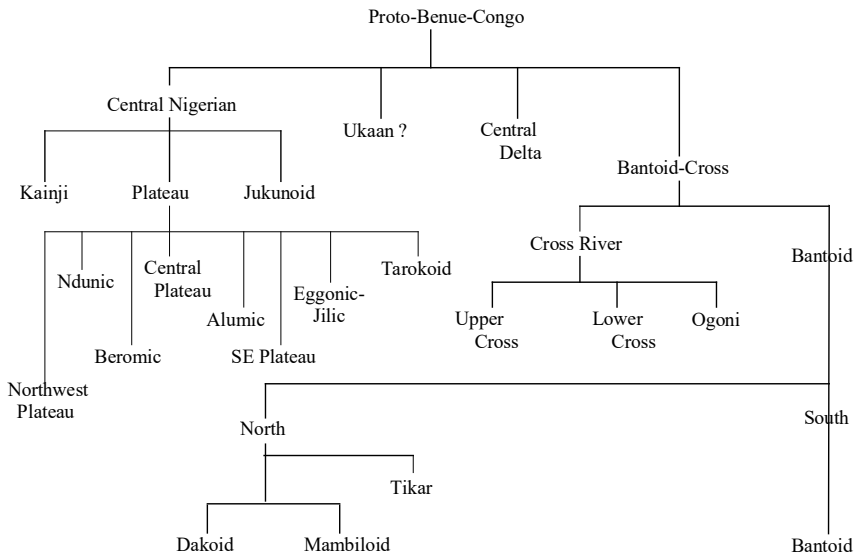 Proto-Benue-Congo
Central Nigerian
Ukaan ?
Central
Delta
Bantoid-Cross
Kainji
Plateau
Jukunoid
Cross River
Bantoid
Ndunic
Central
Plateau
Tarokoid
Alumic
Eggonic-
Jilic
Upper
Cross
Lower
Cross
Ogoni
Beromic
SE Plateau
Northwest
Plateau
North
South
Tikar
Dakoid
Mambiloid
Bantoid